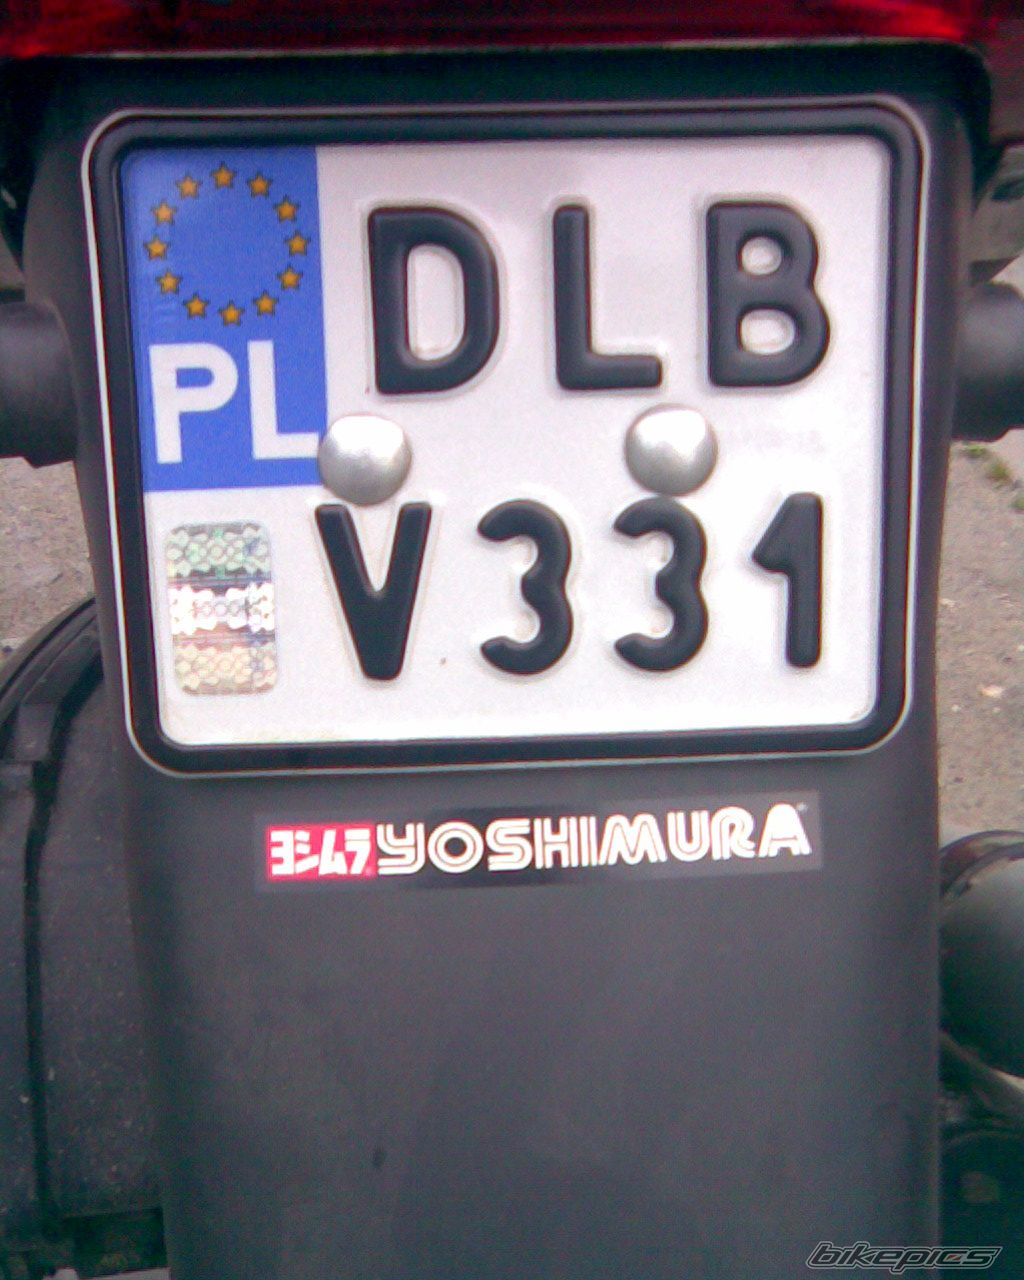 DLB
PL
V331
ヨシムラ YOSHIMURA
bikepics